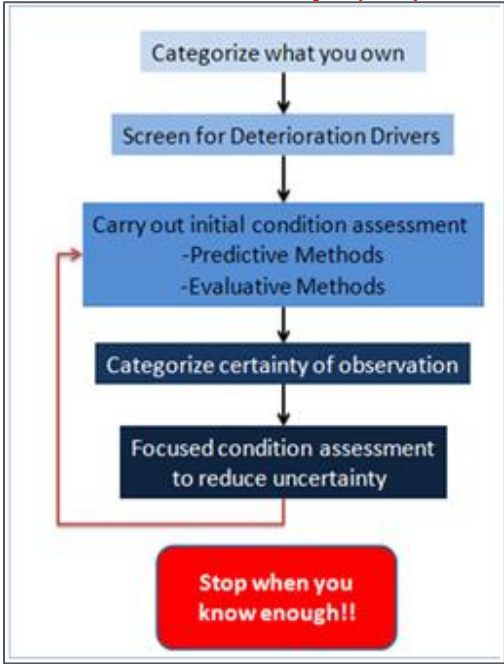 Categorize what you own
Screen for Deterioration Drivers
Carry out initial condition assessment
-Predictive Methods
-Evaluative Methods
Categorize certainty of observation
Focused condition assessment
to reduce uncertainty
Stop when you
know enough!!